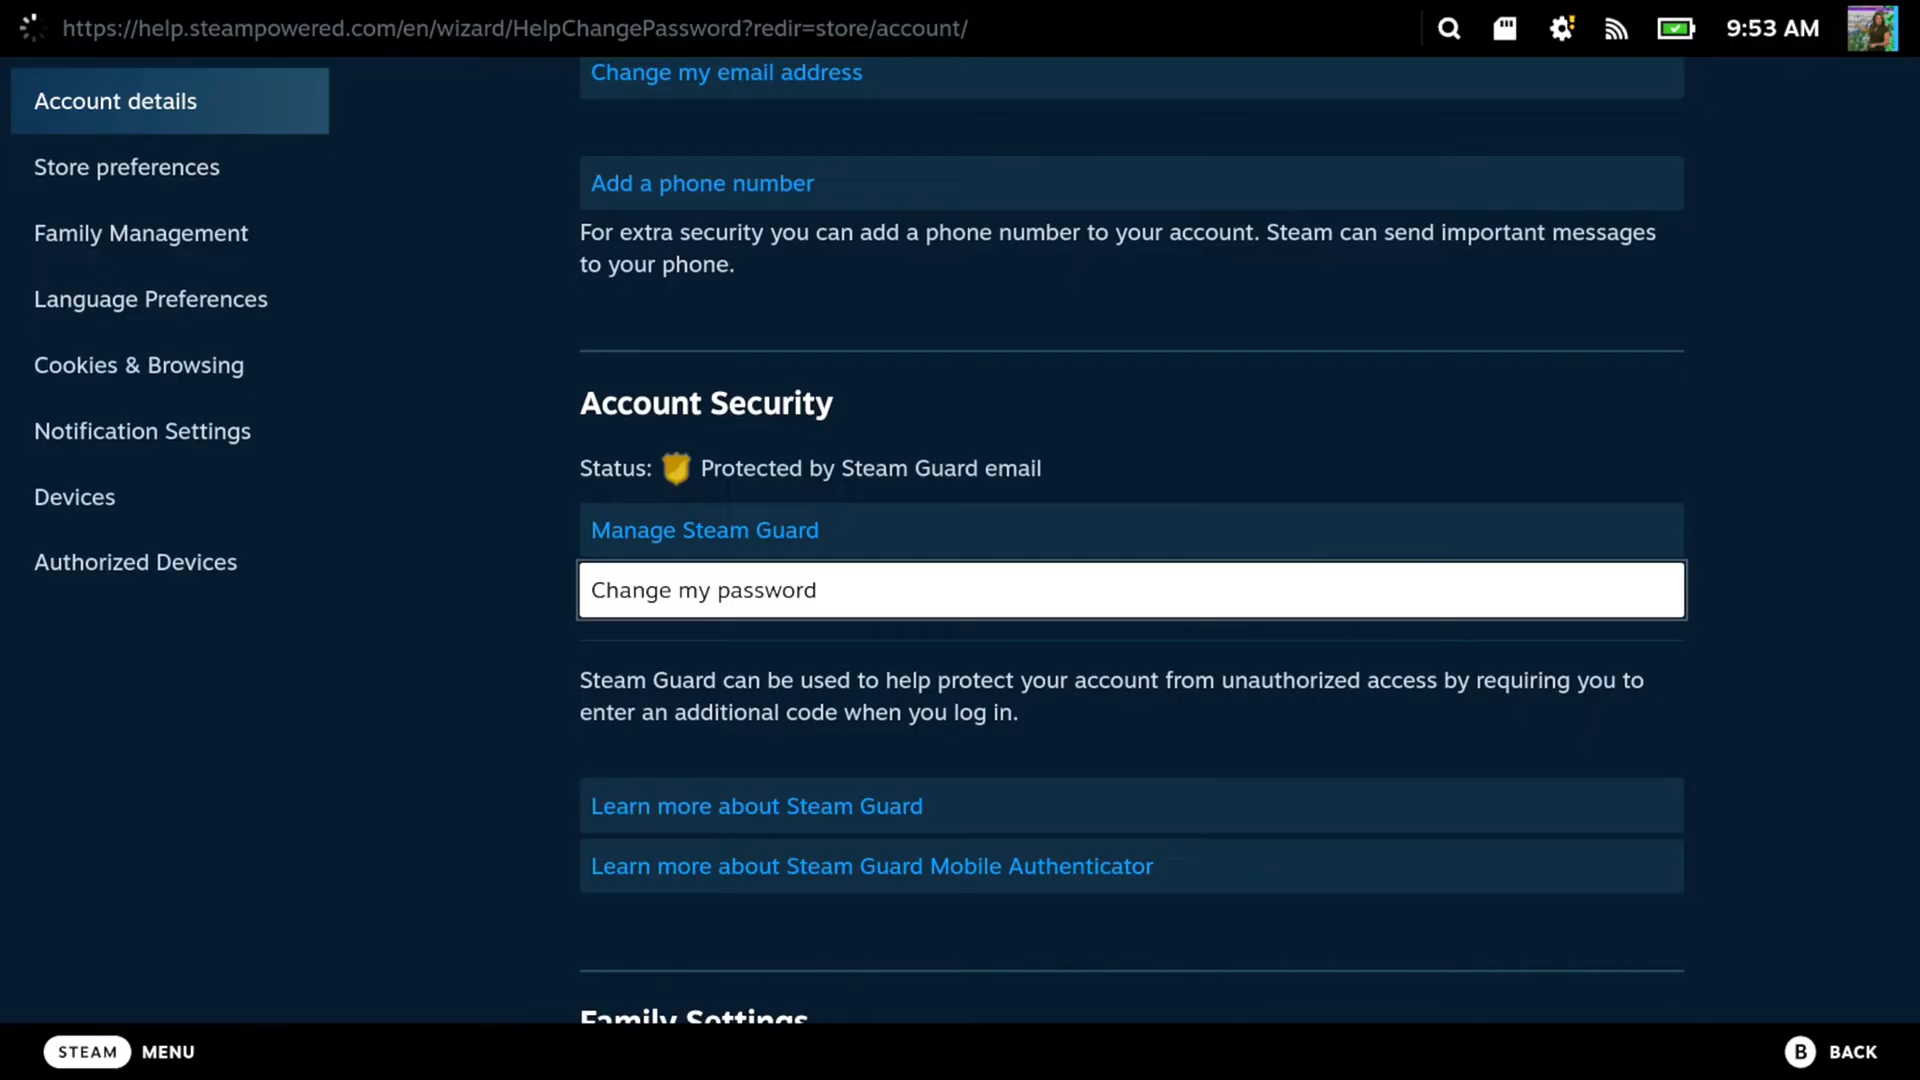 https://help.steampowered.com/en/wizard/HelpChangePassword?redir=store/account/
9:53 AM
Account details
Store preferences
Family Management
Language Preferences
Cookies & Browsing
Notification Settings
Devices
Authorized Devices
Change my email address
Add a phone number
For extra security you can add a phone number to your account. Steam can send important messages
to your phone.
Account Security
Status: Protected by Steam Guard email
Manage Steam Guard
Change my password
Steam Guard can be used to help protect your account from unauthorized access by requiring you to
enter an additional code when you log in.
Learn more about Steam Guard
Learn more about Steam Guard Mobile Authenticator
Family Settings
STEAM MENU
B BACK